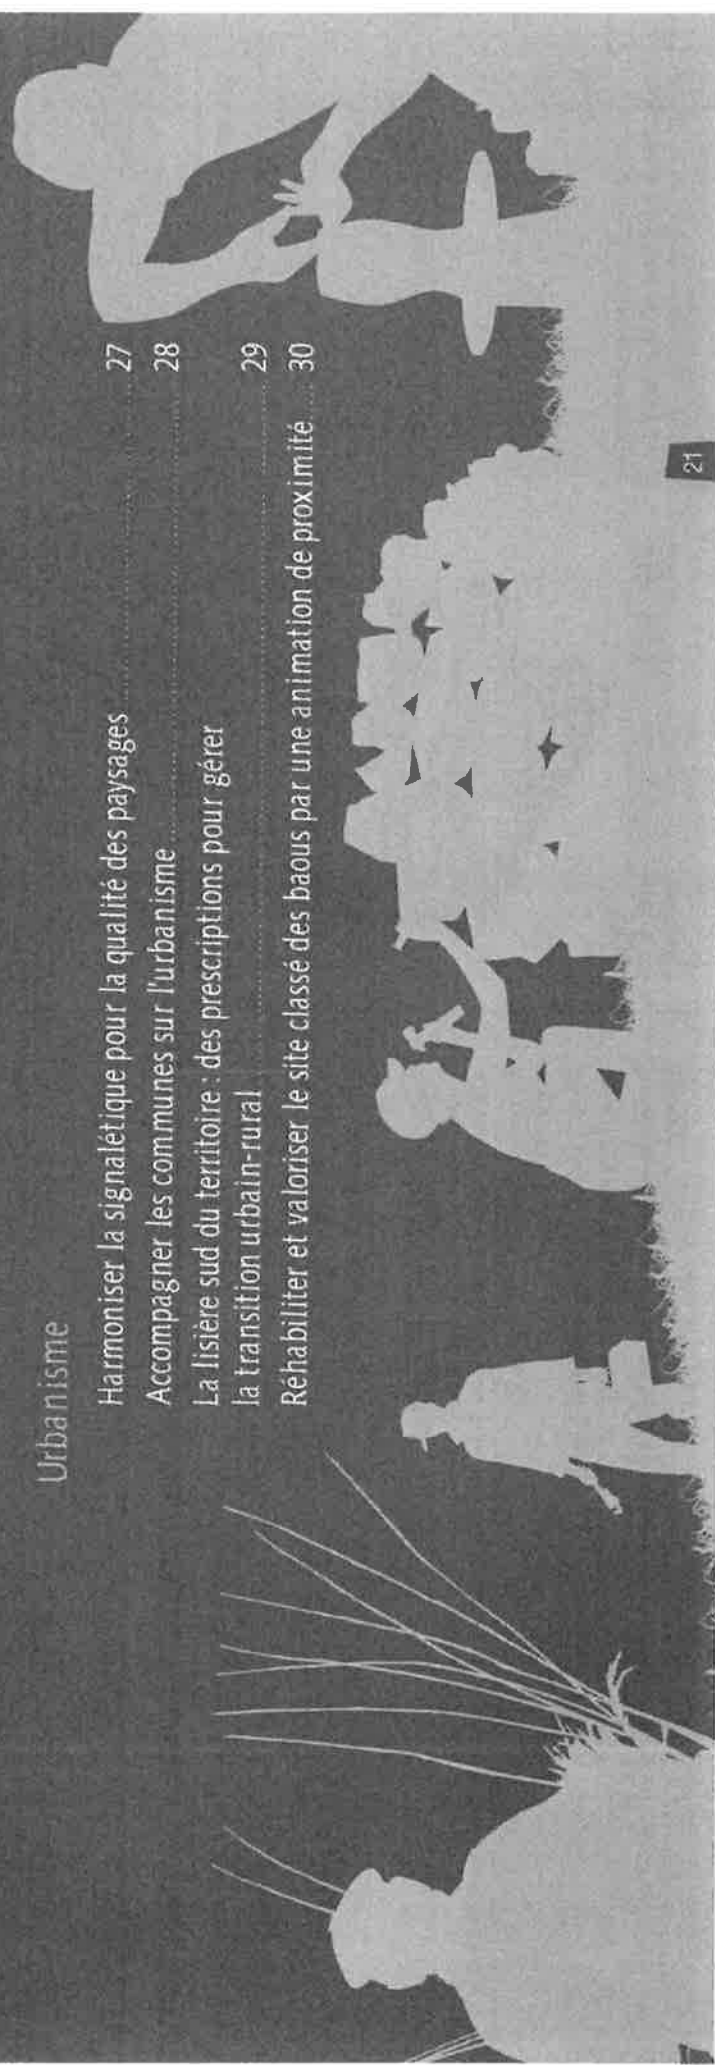 Urbanisme
Harmoniser la signalétique pour la qualité des paysages 27
Accompagner les communes sur l'urbanisme 28
La lisière sud du territoire : des prescriptions pour gérer
la transition urbain-rural 29
Réhabiliter et valoriser le site classé des baous par une animation de proximité 30
21